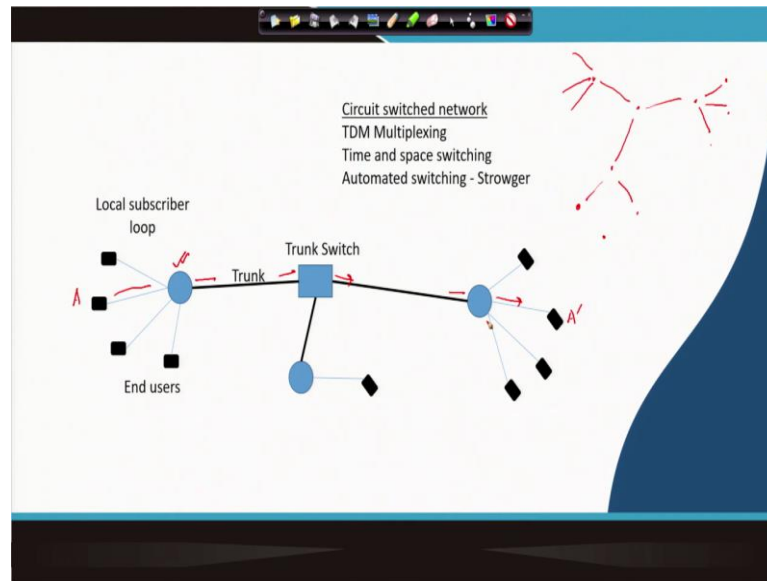 Circuit switched network
TDM Multiplexing
Time and space switching
Automated switching - Strowger
Local subscriber
loop
Trunk Switch
Trunk
A
A'
End users